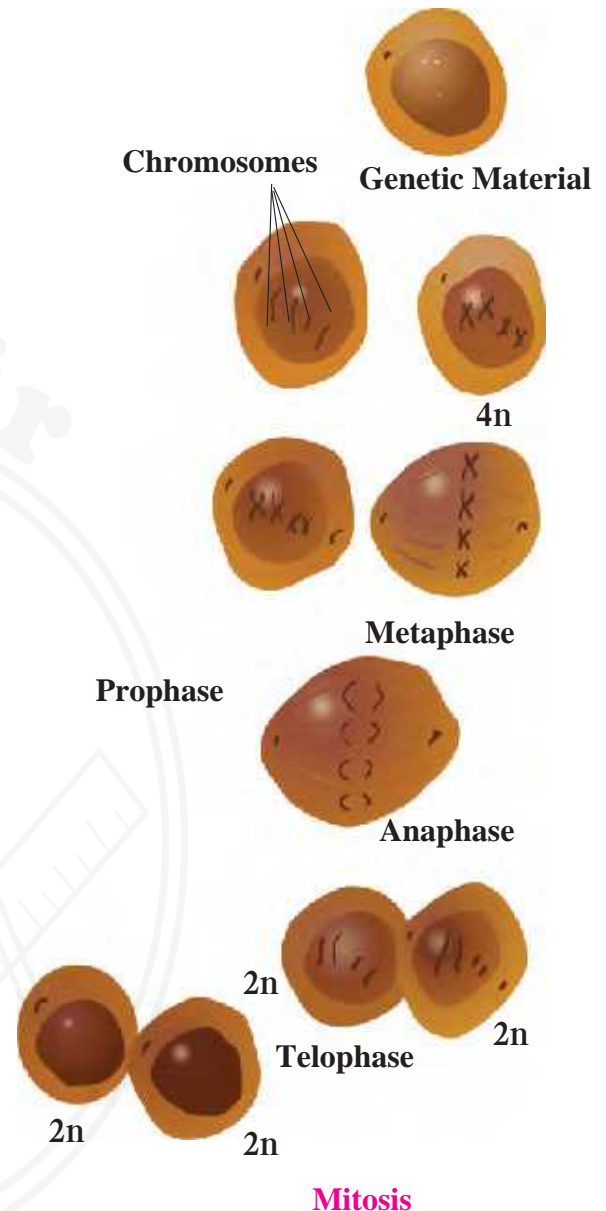 Chromosomes
Genetic Material
4n
Metaphase
Prophase
Anaphase
2n
2n
Telophase
2n
2n
Mitosis